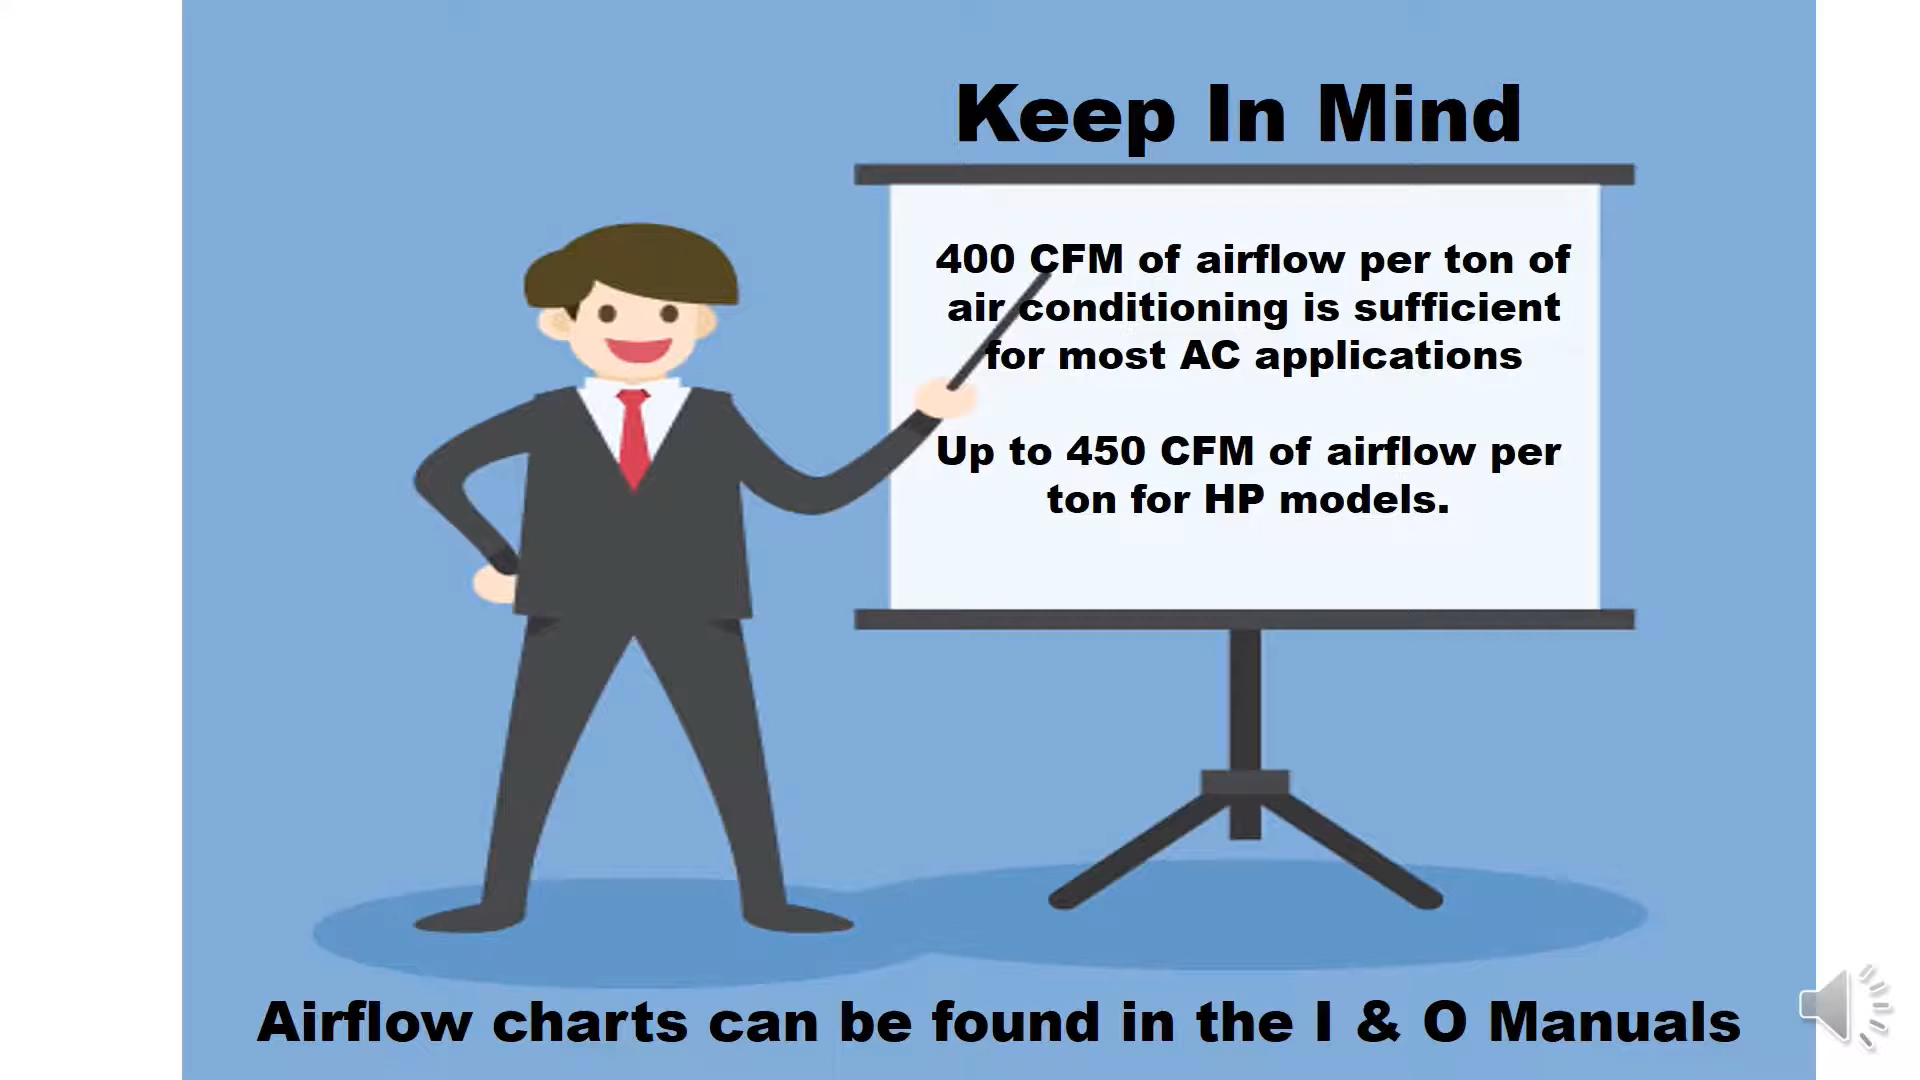 Keep In Mind
400 CFM of airflow per ton of
air conditioning is sufficient
for most AC applications
Up to 450 CFM of airflow per
ton for HP models.
Airflow charts can be found in the I & O Manuals